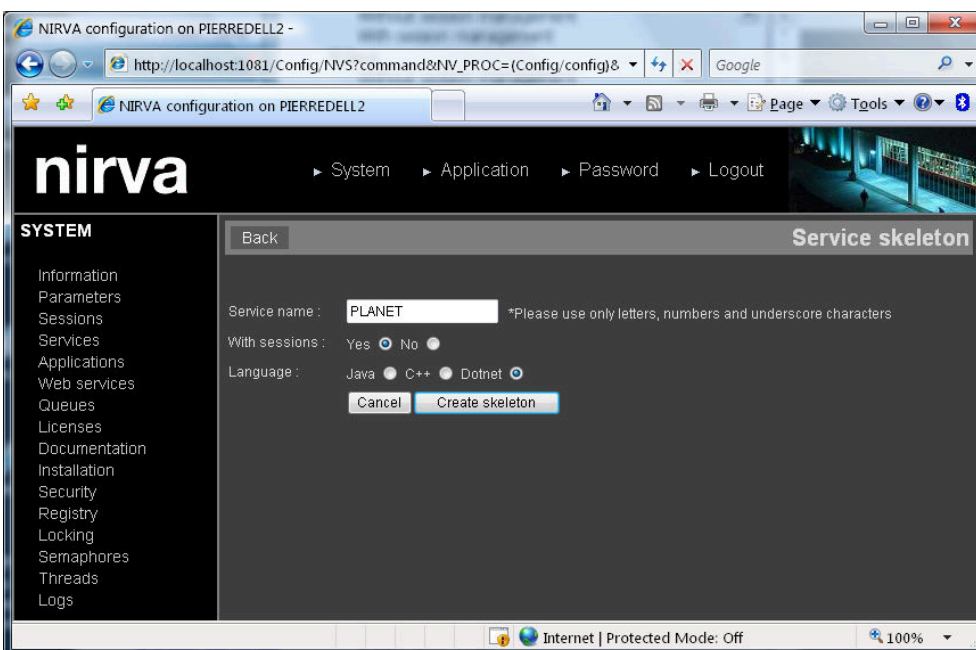 NIRVA configuration on PIERREDELL2 -
http://localhost:1081/Config/NVS?command&NV_PROC=(Config/config)&
Google
NIRVA configuration on PIERREDELL2
Page
Tools
nirva
System
Application
Password
Logout
SYSTEM
Back
Service skeleton
Information
Parameters
Sessions
Services
Applications
Web services
Queues
Licenses
Documentation
Installation
Security
Registry
Locking
Semaphores
Threads
Logs
Service name :
PLANET
*Please use only letters, numbers and underscore characters
With sessions :
Yes
No
Language :
Java
C++
Dotnet
Cancel
Create skeleton
Internet | Protected Mode: Off
100%